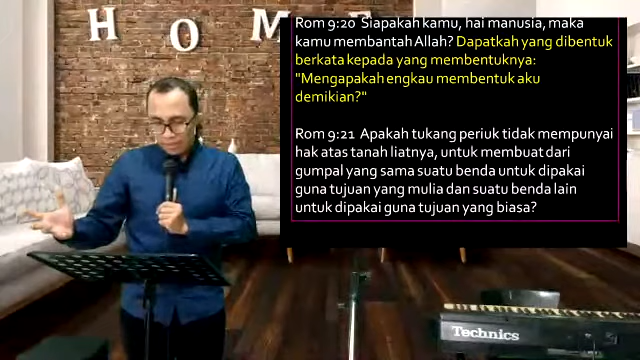 HOM
Rom 9:20 Siapakah kamu, hai manusia, maka
kamu membantah Allah? Dapatkah yang dibentuk
berkata kepada yang membentuknya:
"Mengapakah engkau membentuk aku
demikian?"
Rom 9:21 Apakah tukang periuk tidak mempunyai
hak atas tanah liatnya, untuk membuat dari
gumpal yang sama suatu benda untuk dipakai
guna tujuan yang mulia dan suatu benda lain
untuk dipakai guna tujuan yang biasa?
Technics